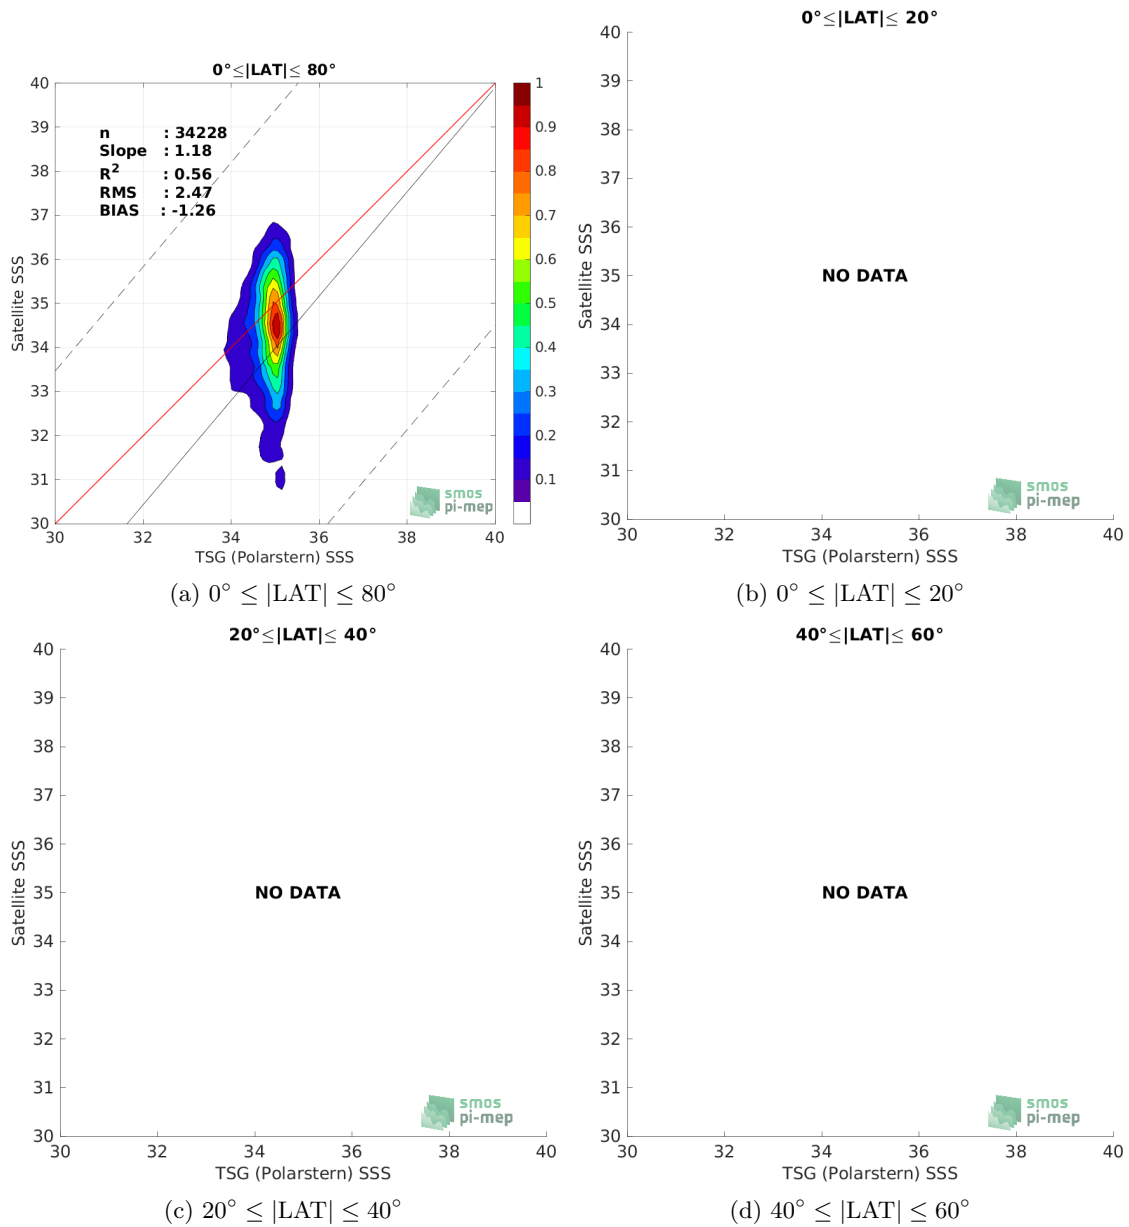 0°≤|LAT|≤ 80°
40
39
38
37
36
35
34
33
32
31
30
Satellite SSS
n : 34228
Slope : 1.18
R² : 0.56
RMS : 2.47
BIAS : -1.26
1
0.9
0.8
0.7
0.6
0.5
0.4
0.3
0.2
0.1
smos
pi-mep
30 32 34 36 38 40
TSG (Polarstern) SSS
(a) 0° ≤ |LAT| ≤ 80°
0°≤|LAT|≤ 20°
40
39
38
37
36
35
34
33
32
31
30
Satellite SSS
NO DATA
smos
pi-mep
30 32 34 36 38 40
TSG (Polarstern) SSS
(b) 0° ≤ |LAT| ≤ 20°
20°≤|LAT|≤ 40°
40
39
38
37
36
35
34
33
32
31
30
Satellite SSS
NO DATA
smos
pi-mep
30 32 34 36 38 40
TSG (Polarstern) SSS
(c) 20° ≤ |LAT| ≤ 40°
40°≤|LAT|≤ 60°
40
39
38
37
36
35
34
33
32
31
30
Satellite SSS
NO DATA
smos
pi-mep
30 32 34 36 38 40
TSG (Polarstern) SSS
(d) 40° ≤ |LAT| ≤ 60°